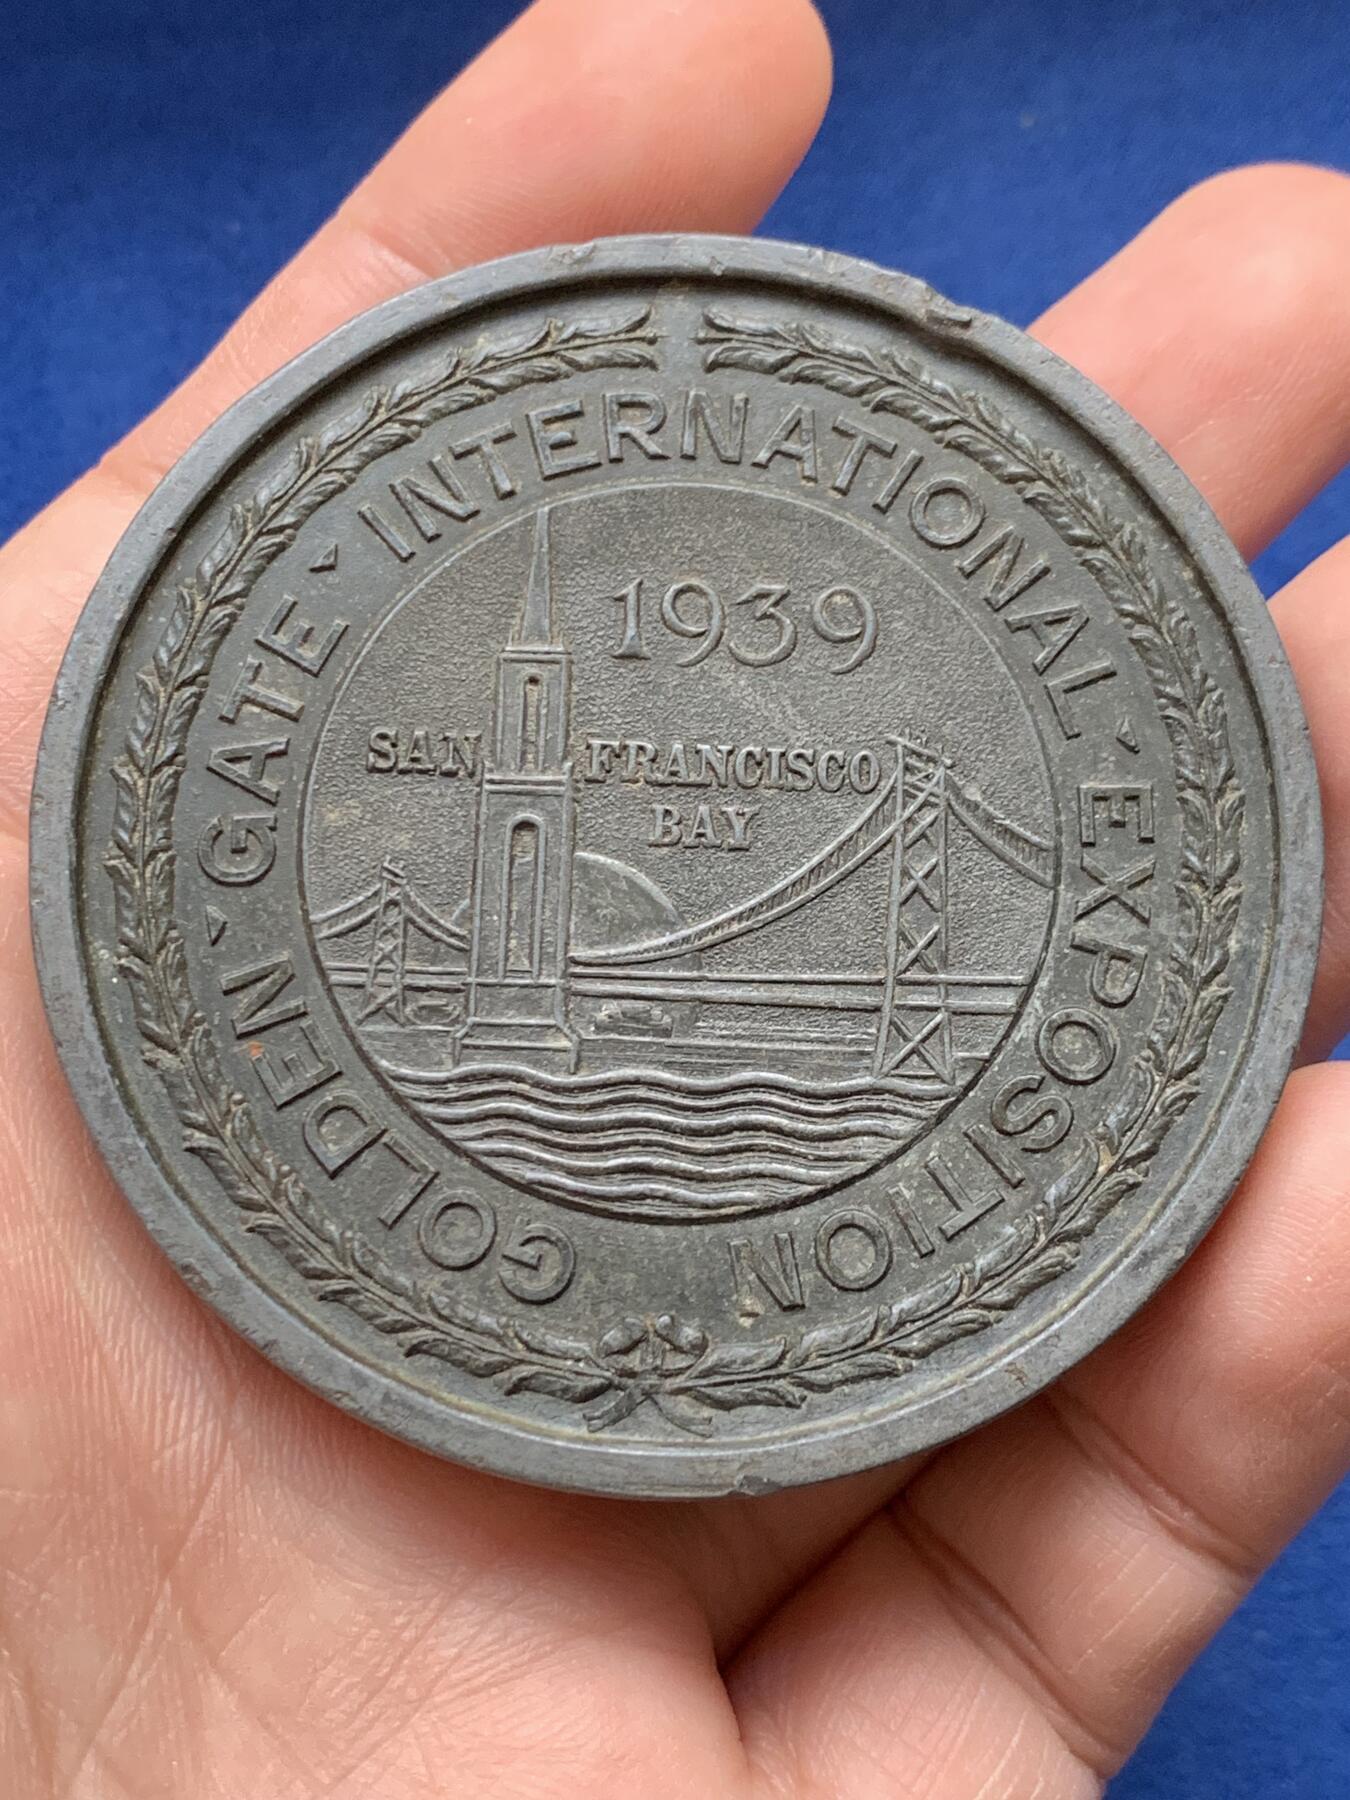 GOLDEN · GATE · INTERNATIONAL · EXPOSITION
1939
SAN FRANCISCO
BAY